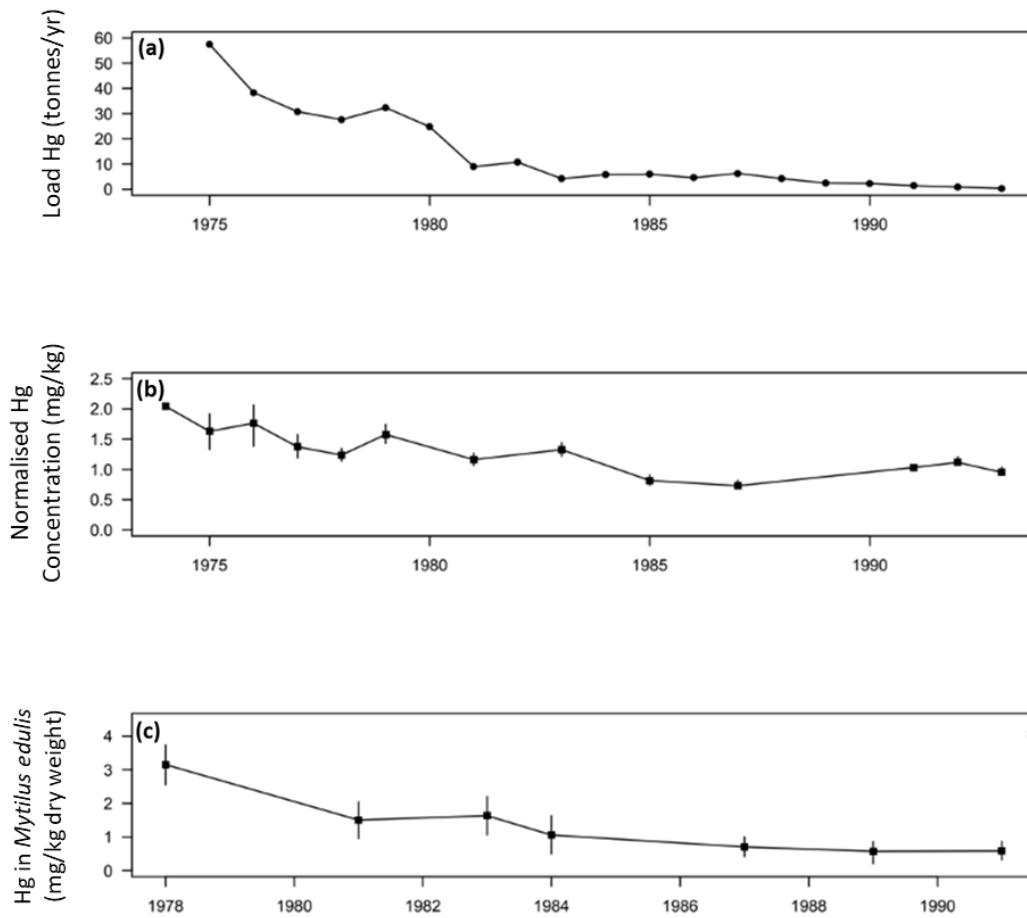 (a)
Load Hg (tonnes/yr)
60
50
40
30
20
10
0
1975 1980 1985 1990
(b)
Normalised Hg
Concentration (mg/kg)
2.5
2.0
1.5
1.0
0.5
0.0
1975 1980 1985 1990
(c)
Hg in Mytilus edulis
(mg/kg dry weight)
4
3
2
1
0
1978 1980 1982 1984 1986 1988 1990